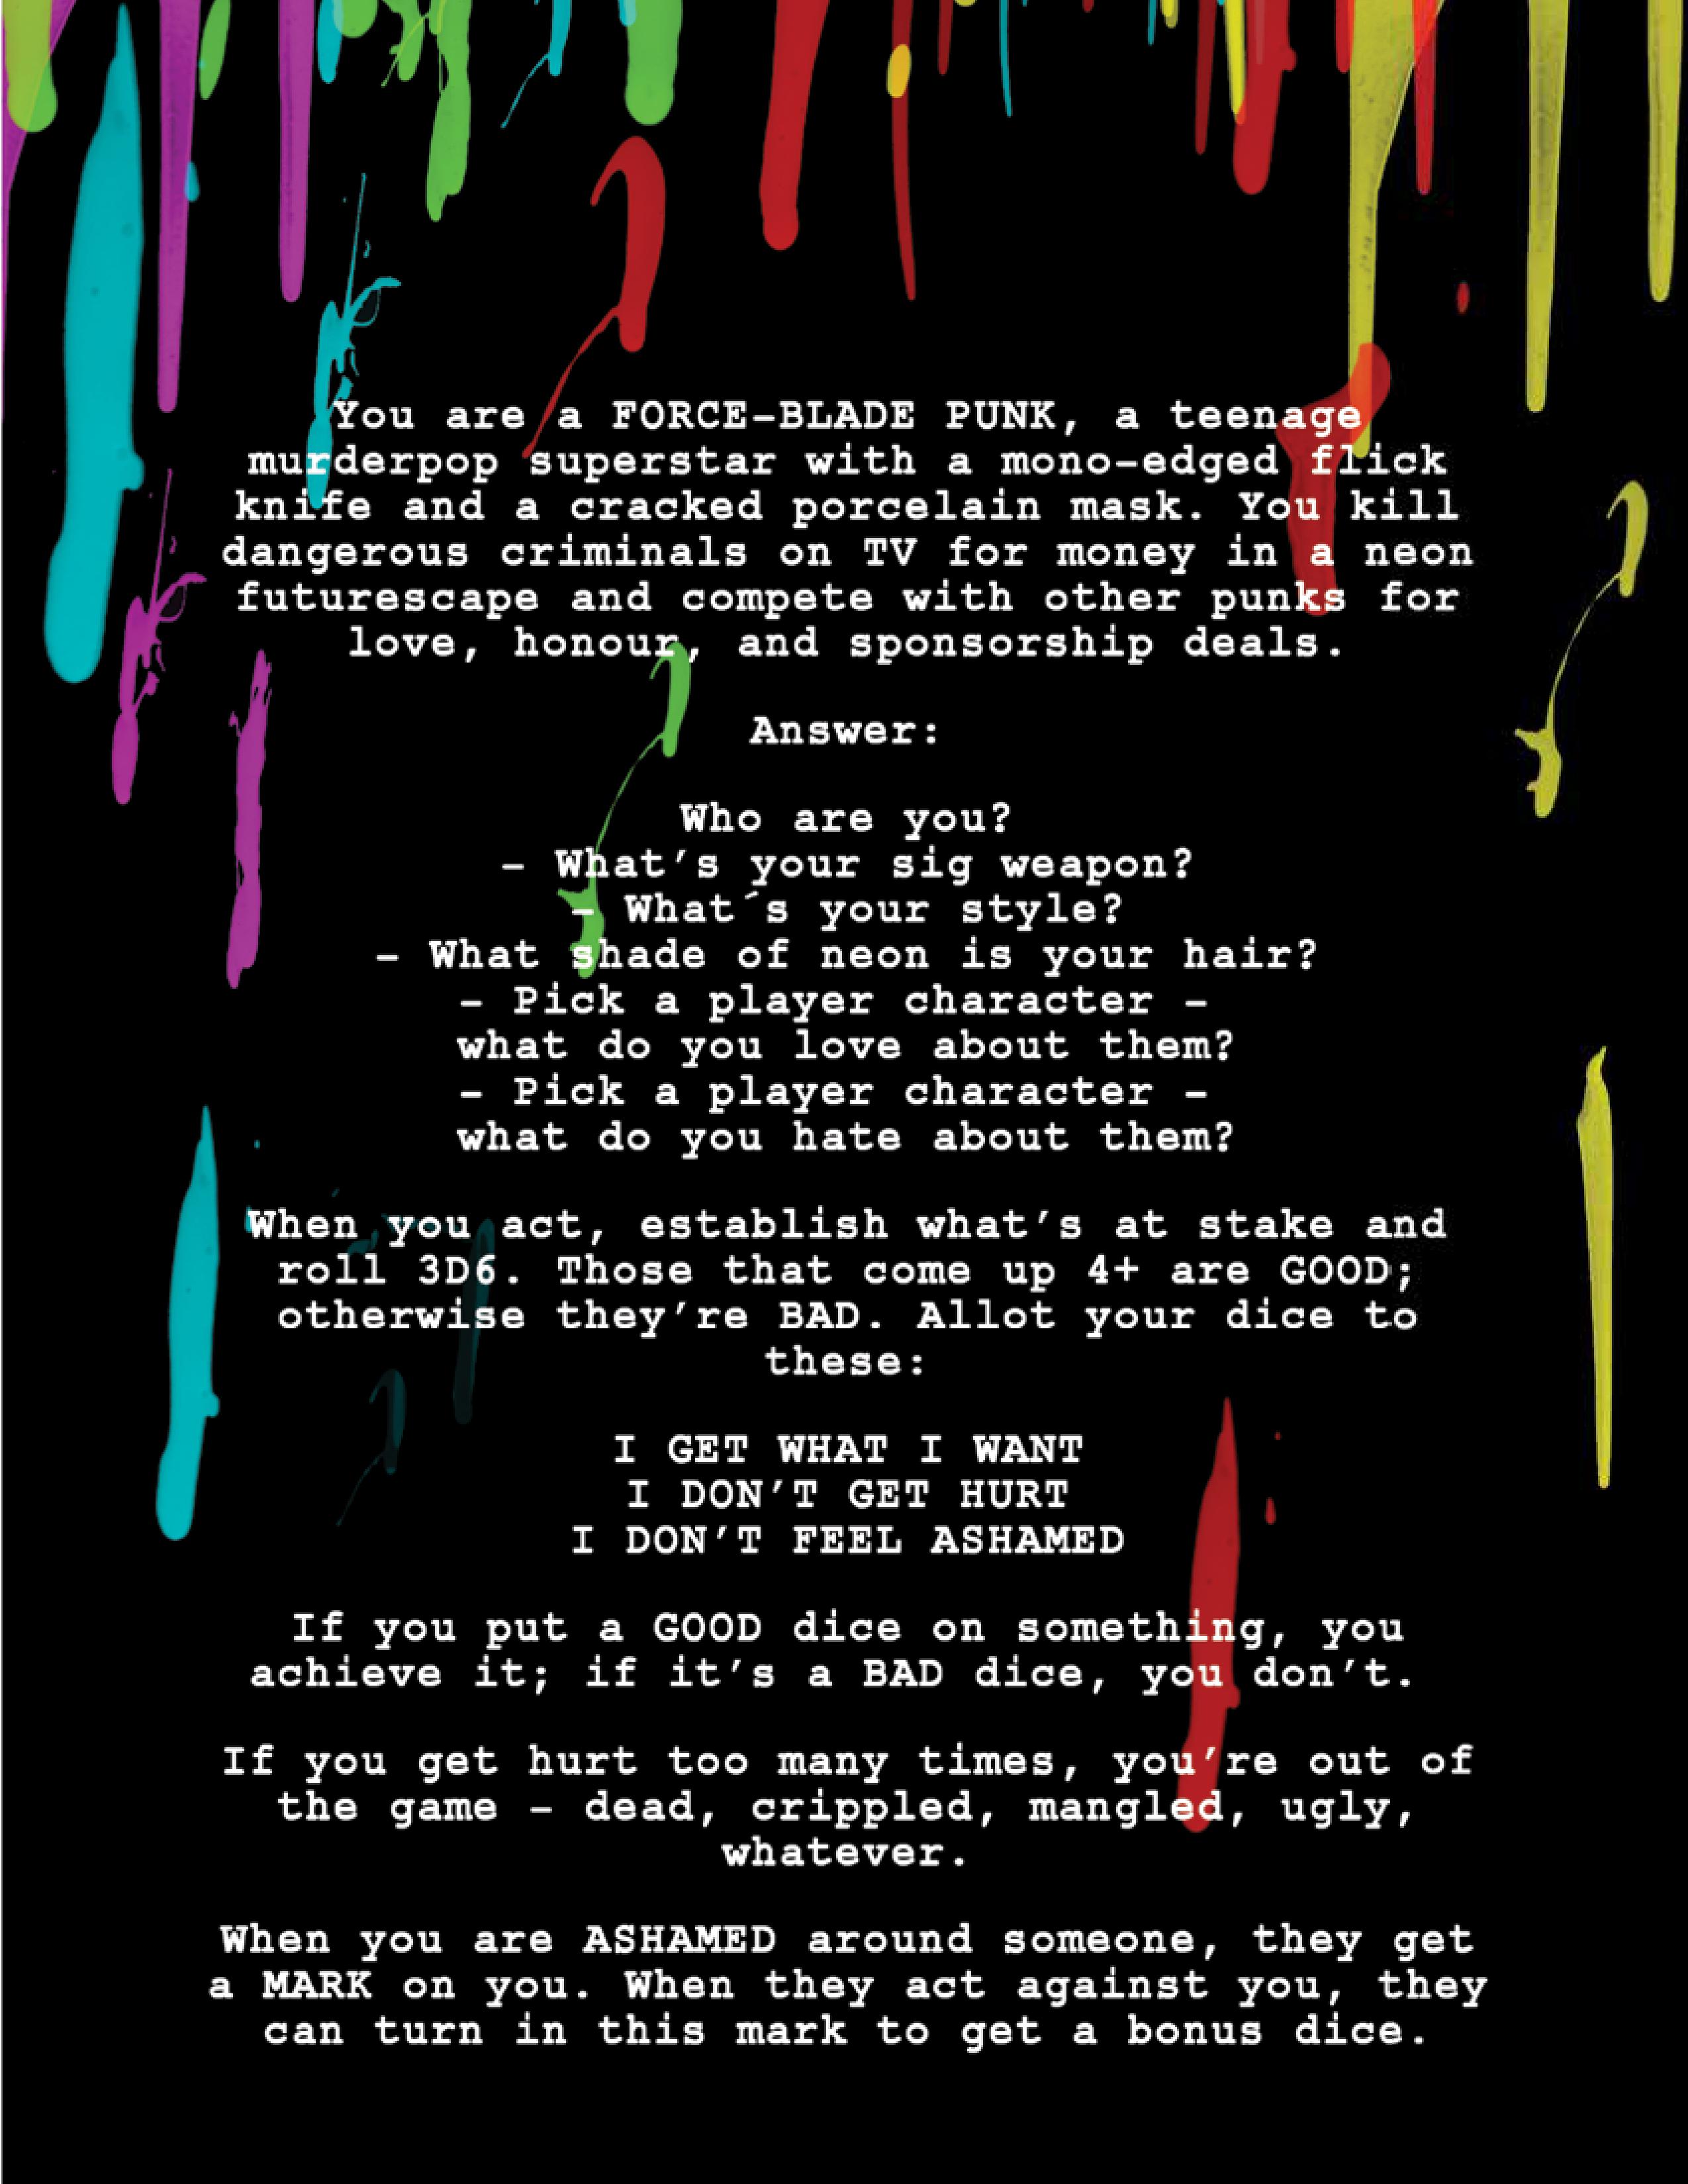 You are a FORCE-BLADE PUNK, a teenage
murderpop superstar with a mono-edged flick
knife and a cracked porcelain mask. You kill
dangerous criminals on TV for money in a neon
futurescape and compete with other punks for
love, honour, and sponsorship deals.
Answer:
Who are you?
- What's your sig weapon?
- What´s your style?
- What shade of neon is your hair?
- Pick a player character -
what do you love about them?
- Pick a player character -
what do you hate about them?
When you act, establish what's at stake and
roll 3D6. Those that come up 4+ are GOOD;
otherwise they're BAD. Allot your dice to
these:
I GET WHAT I WANT
I DON'T GET HURT
I DON'T FEEL ASHAMED
If you put a GOOD dice on something, you
achieve it; if it's a BAD dice, you don't.
If you get hurt too many times, you're out of
the game - dead, crippled, mangled, ugly,
whatever.
When you are ASHAMED around someone, they get
a MARK on you. When they act against you, they
can turn in this mark to get a bonus dice.